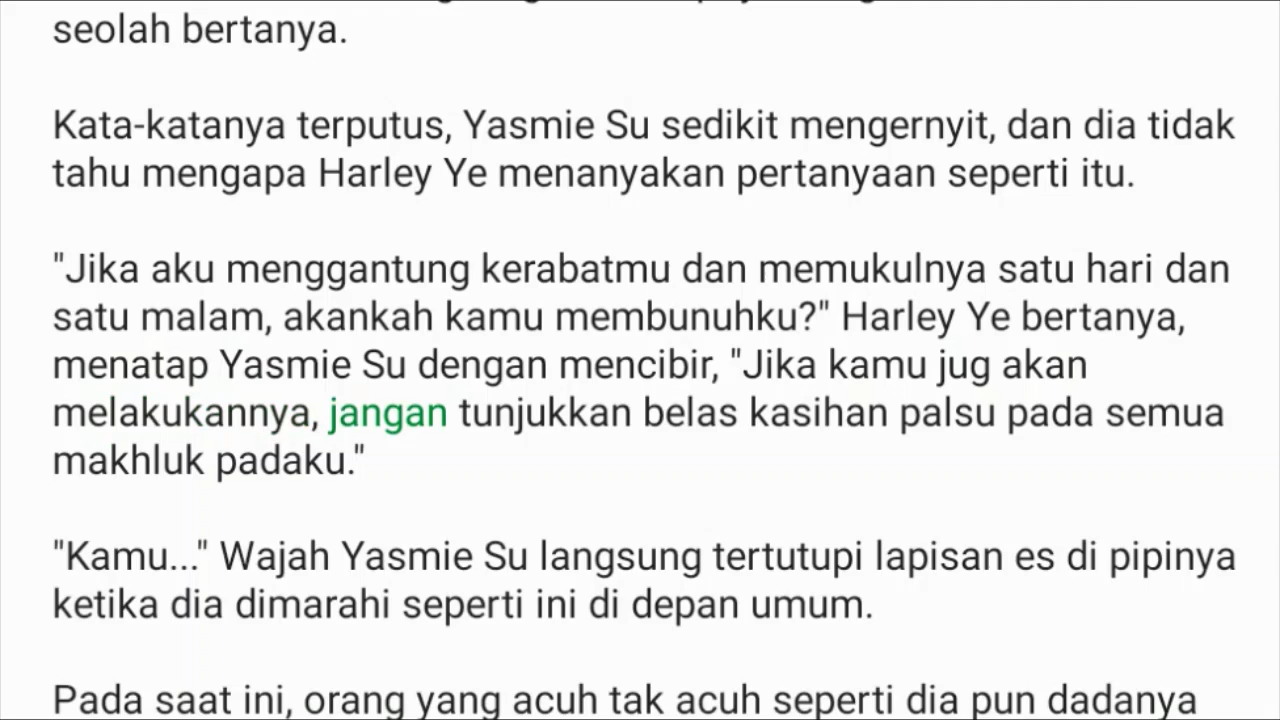 seolah bertanya.
Kata-katanya terputus, Yasmie Su sedikit mengernyit, dan dia tidak
tahu mengapa Harley Ye menanyakan pertanyaan seperti itu.
"Jika aku menggantung kerabatmu dan memukulnya satu hari dan
satu malam, akankah kamu membunuhku?" Harley Ye bertanya,
menatap Yasmie Su dengan mencibir, "Jika kamu jug akan
melakukannya, jangan tunjukkan belas kasihan palsu pada semua
makhluk padaku."
"Kamu..." Wajah Yasmie Su langsung tertutupi lapisan es di pipinya
ketika dia dimarahi seperti ini di depan umum.
Pada saat ini, orang yang acuh tak acuh seperti dia pun dadanya